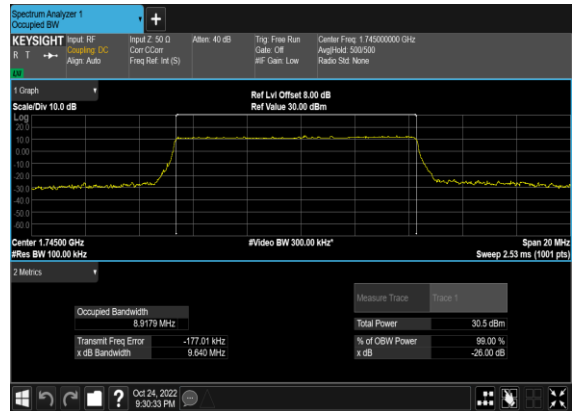 Spectrum Analyzer 1
Occupied BW
+
KEYSIGHT Input: RF Input Z: 50 Ω Atten: 40 dB Trig: Free Run Center Freq: 1.745000000 GHz
R T Coupling: DC Corr CCorr Gate: Off Avg|Hold: 500/500
Align: Auto Freq Ref: Int (S) #IF Gain: Low Radio Std: None
1 Graph
Ref Lvl Offset 8.00 dB
Scale/Div 10.0 dB Ref Value 30.00 dBm
Log
20.0
10.0
0.00
-10.0
-20.0
-30.0
-40.0
-50.0
-60.0
Center 1.74500 GHz #Video BW 300.00 kHz* Span 20 MHz
#Res BW 100.00 kHz Sweep 2.53 ms (1001 pts)
2 Metrics
Measure Trace Trace 1
Occupied Bandwidth
8.9179 MHz Total Power 30.5 dBm
Transmit Freq Error -177.01 kHz % of OBW Power 99.00 %
x dB Bandwidth 9.640 MHz x dB -26.00 dB
? Oct 24, 2022
9:30:33 PM